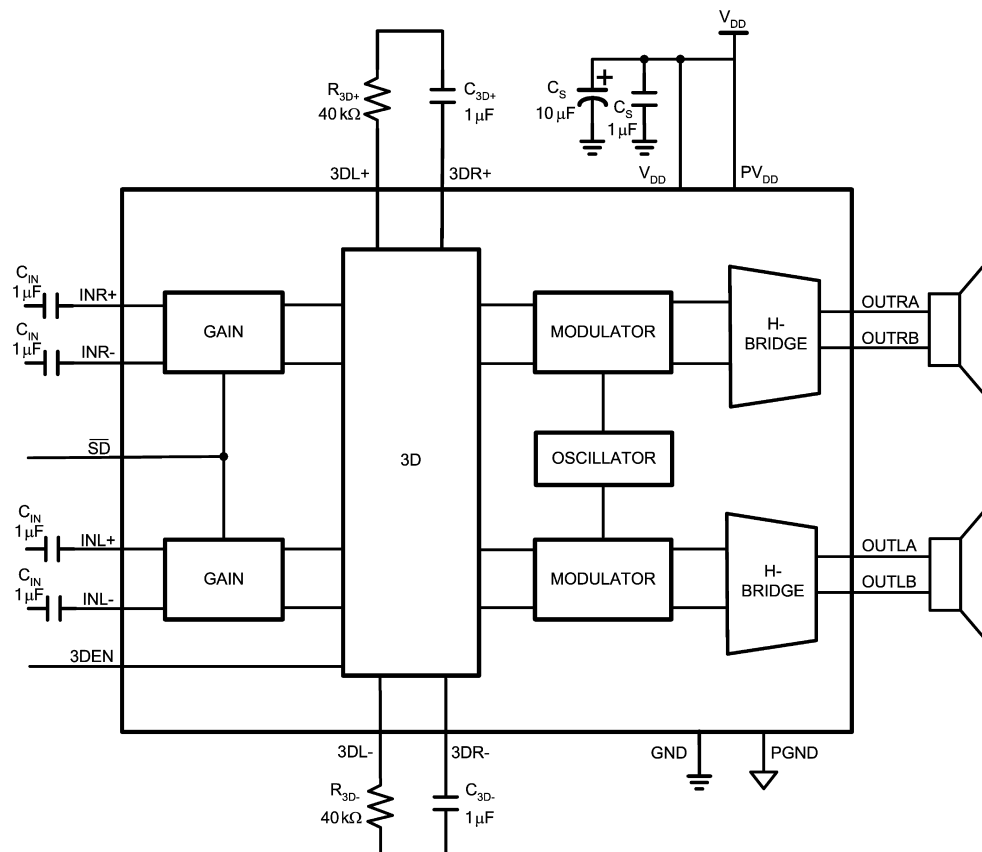 V_DD
R_3D+
40 kΩ
C_3D+
1 µF
C_S
10 µF
+
C_S
1 µF
3DL+
3DR+
V_DD
PV_DD
C_IN
1 µF
INR+
C_IN
1 µF
INR-
GAIN
MODULATOR
H-
BRIDGE
OUTRA
OUTRB
S̅D̅
3D
OSCILLATOR
C_IN
1 µF
INL+
C_IN
1 µF
INL-
GAIN
MODULATOR
H-
BRIDGE
OUTLA
OUTLB
3DEN
3DL-
3DR-
GND
PGND
R_3D-
40 kΩ
C_3D-
1 µF